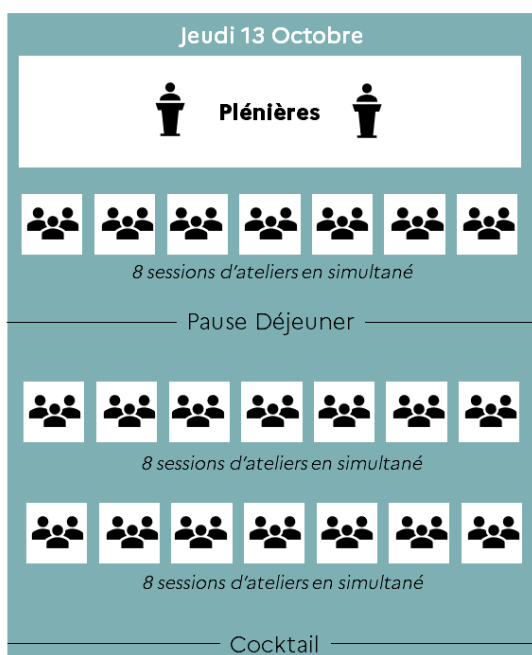 Jeudi 13 Octobre
Plénières
8 sessions d'ateliers en simultané
Pause Déjeuner
8 sessions d'ateliers en simultané
8 sessions d'ateliers en simultané
Cocktail